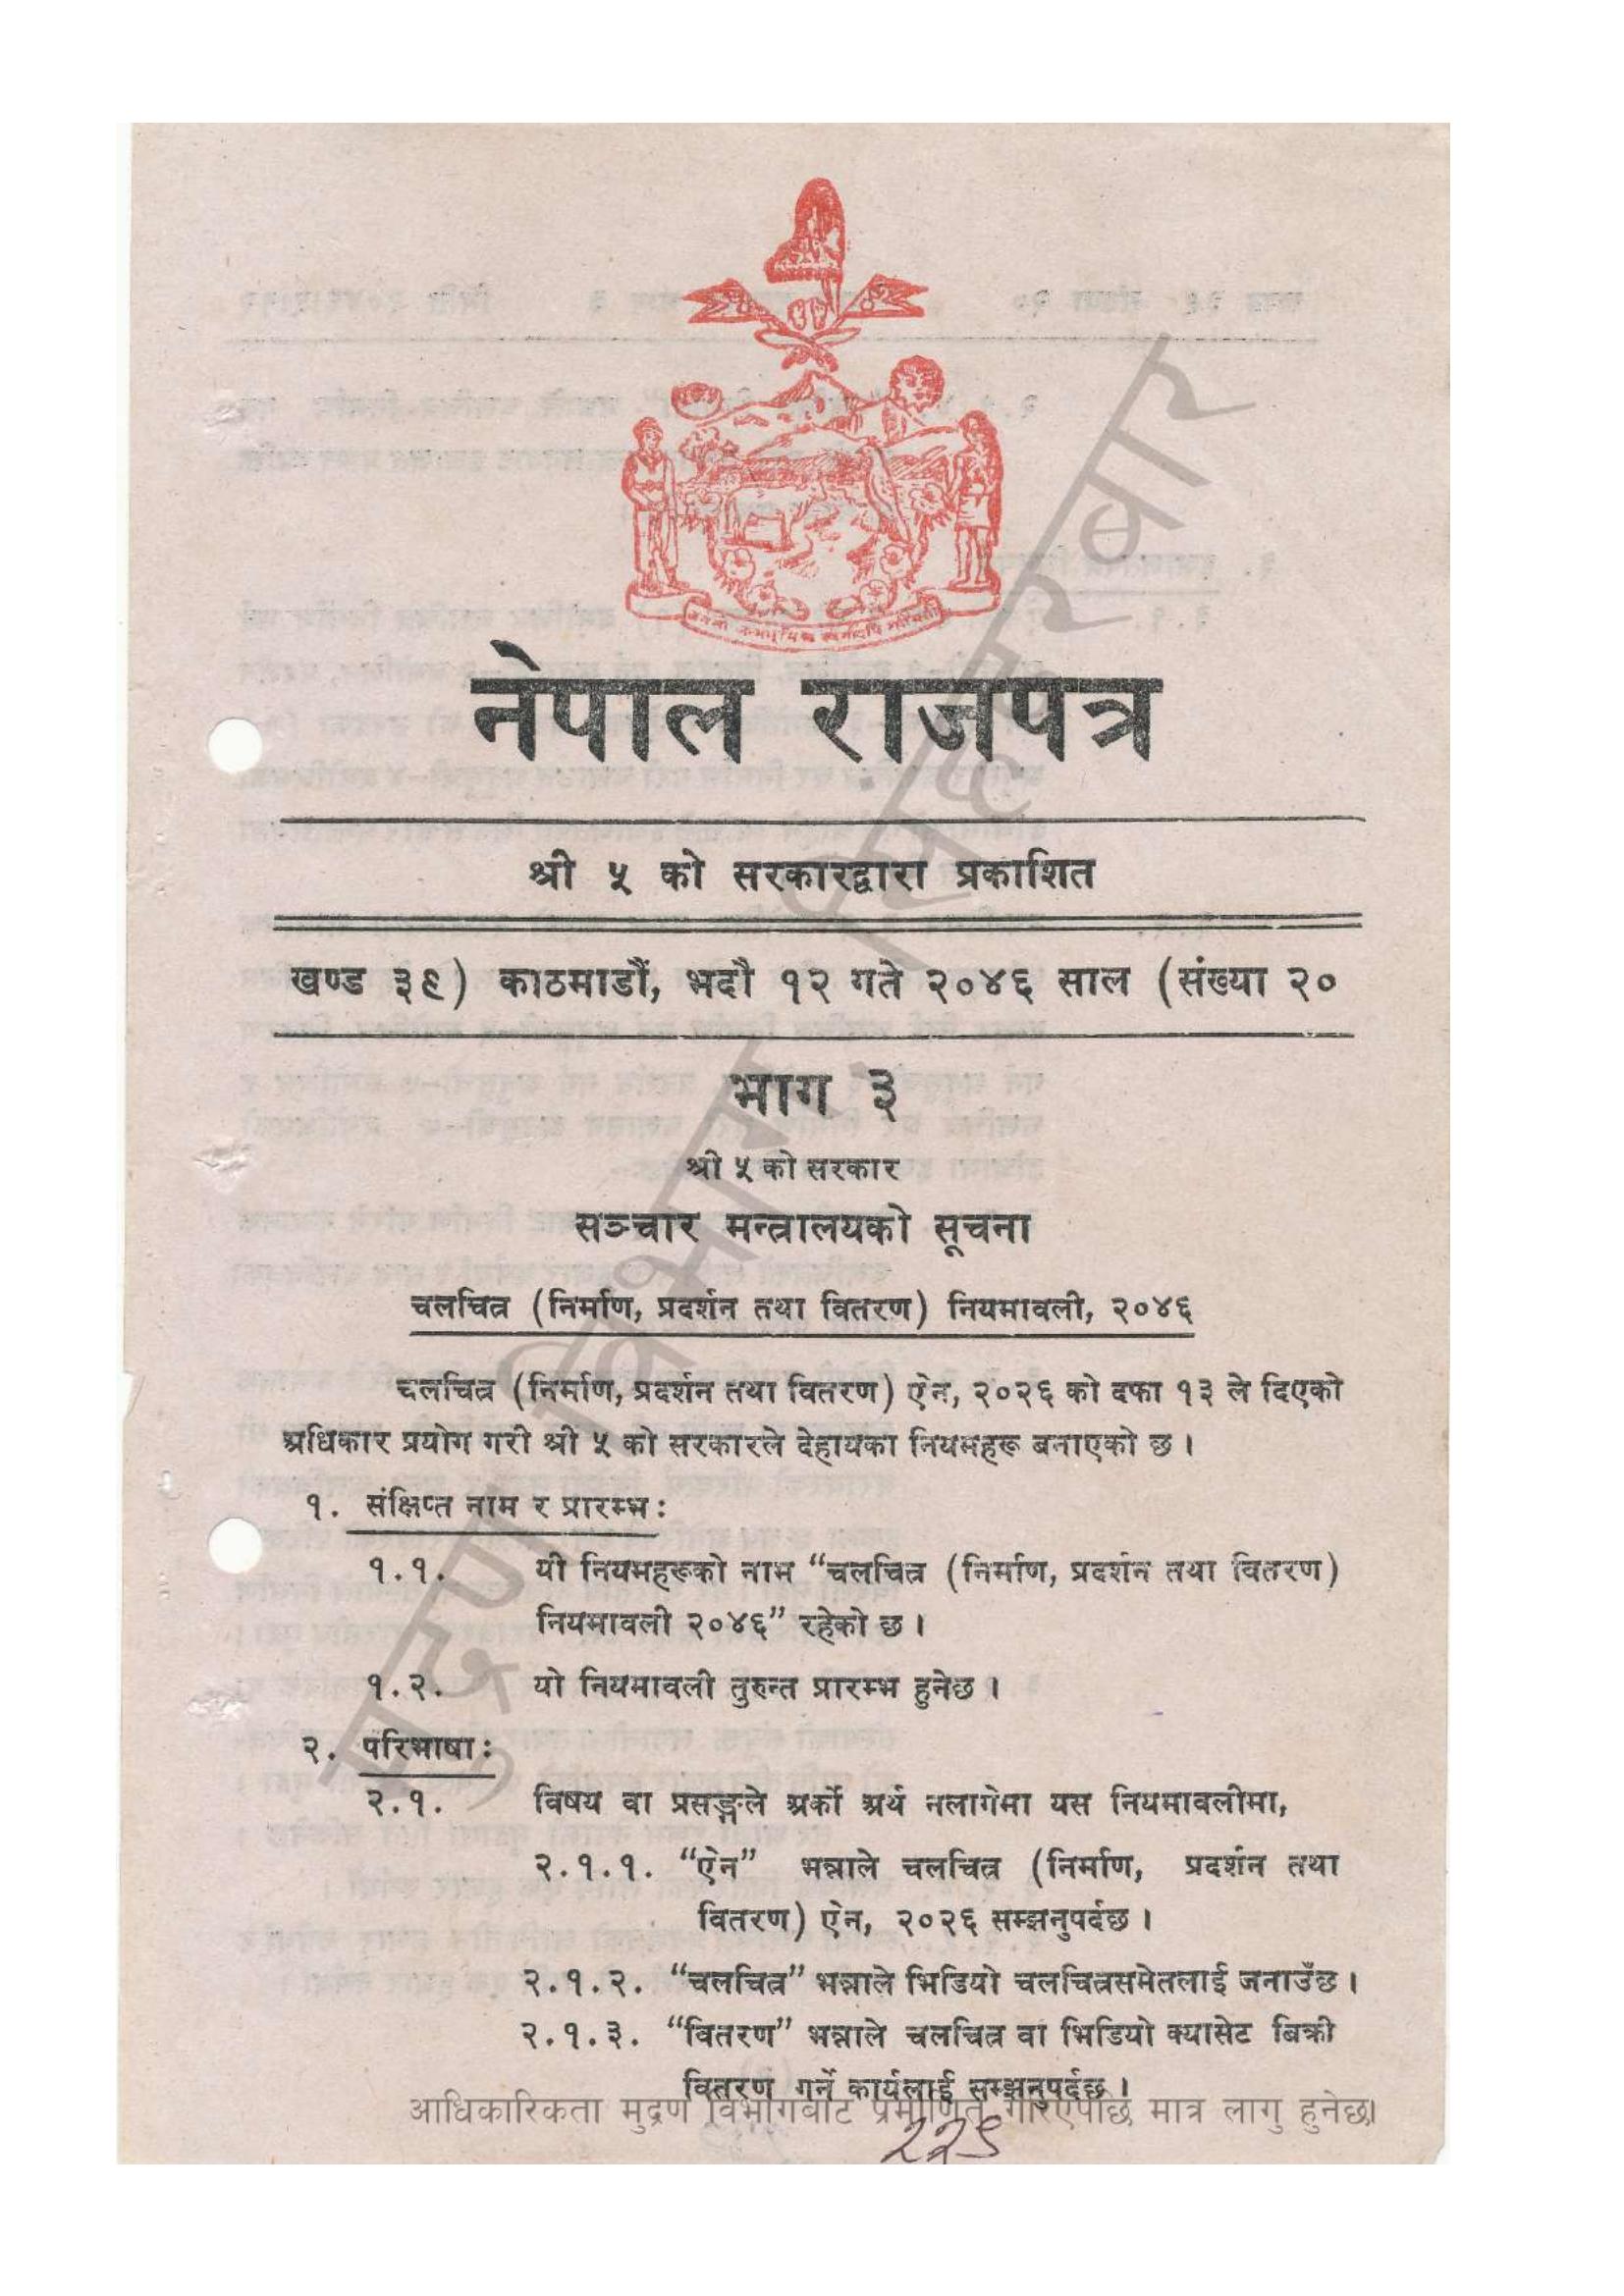 नेपाल राजपत्र
श्री ५ को सरकारद्वारा प्रकाशित
खण्ड ३९) काठमाडौं, भदौ १२ गते २०४६ साल (संख्या २०
भाग ३
श्री ५ को सरकार
सञ्चार मन्त्रालयको सूचना
चलचित्र (निर्माण, प्रदर्शन तथा वितरण) नियमावली, २०४६
चलचित्र (निर्माण, प्रदर्शन तथा वितरण) ऐन, २०२६ को दफा १३ ले दिएको
अधिकार प्रयोग गरी श्री ५ को सरकारले देहायका नियमहरू बनाएको छ ।
१. संक्षिप्त नाम र प्रारम्भ:
१.१. यी नियमहरूको नाम “चलचित्र (निर्माण, प्रदर्शन तथा वितरण)
नियमावली २०४६” रहेको छ ।
१.२. यो नियमावली तुरुन्त प्रारम्भ हुनेछ ।
२. परिभाषा:
२.१. विषय वा प्रसङ्गले अर्को अर्थ नलागेमा यस नियमावलीमा,
२.१.१. “ऐन” भन्नाले चलचित्र (निर्माण, प्रदर्शन तथा
वितरण) ऐन, २०२६ सम्झनुपर्दछ ।
२.१.२. “चलचित्र” भन्नाले भिडियो चलचित्रसमेतलाई जनाउँछ ।
२.१.३. “वितरण” भन्नाले चलचित्र वा भिडियो क्यासेट बिक्री
वितरण गर्ने कार्यलाई सम्झनुपर्दछ ।
आधिकारिकता मुद्रण विभागबाट प्रमाणित गरिएपछि मात्र लागु हुनेछ।
२२९